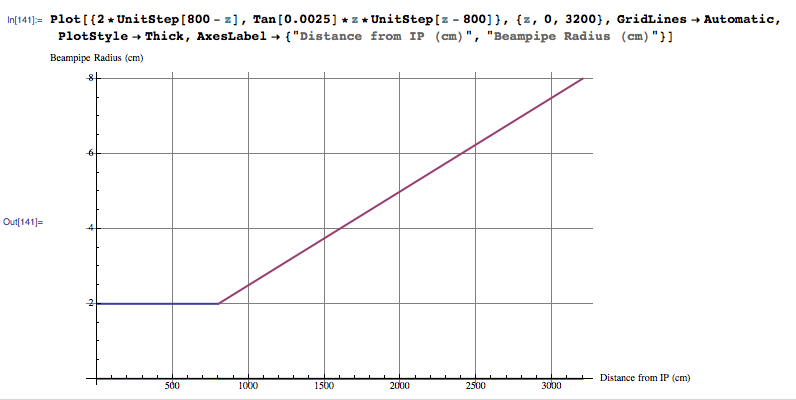 In[141]:= Plot[{2*UnitStep[800 - z], Tan[0.0025]*z*UnitStep[z - 800]}, {z, 0, 3200}, GridLines → Automatic,
PlotStyle → Thick, AxesLabel → {"Distance from IP (cm)", "Beampipe Radius (cm)"}]
Beampipe Radius (cm)
8
6
Out[141]=
4
2
500 1000 1500 2000 2500 3000
Distance from IP (cm)